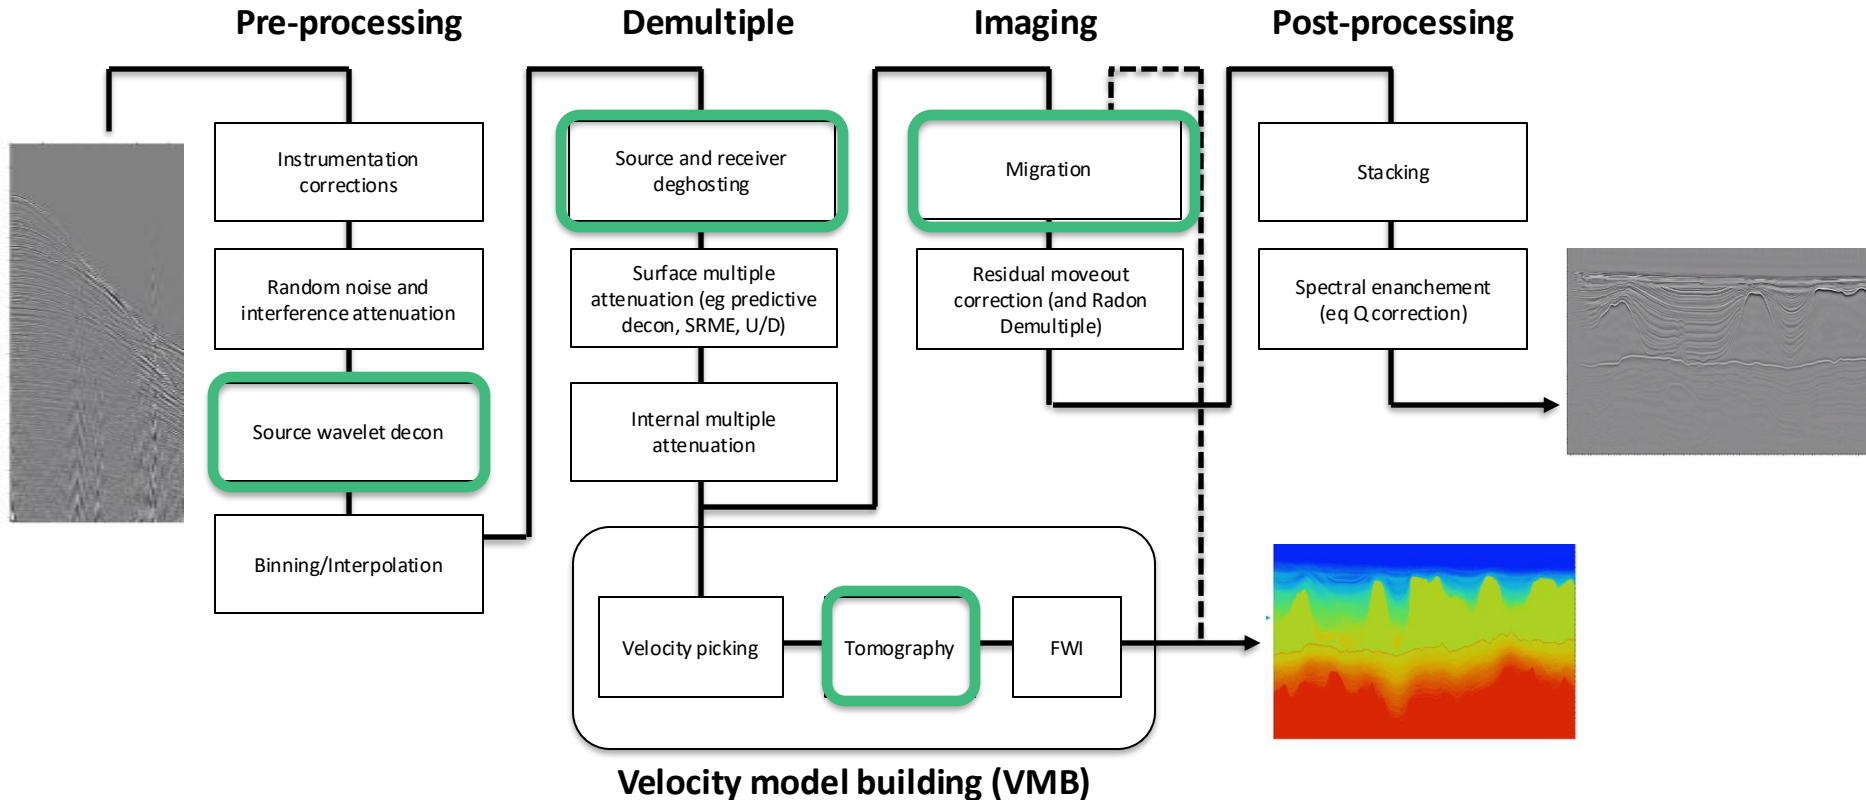 Pre-processing
Demultiple
Imaging
Post-processing
Instrumentation
corrections
Random noise and
interference attenuation
Source wavelet decon
Binning/Interpolation
Source and receiver
deghosting
Surface multiple
attenuation (eg predictive
decon, SRME, U/D)
Internal multiple
attenuation
Migration
Residual moveout
correction (and Radon
Demultiple)
Stacking
Spectral enanchement
(eq Q correction)
Velocity picking
Tomography
FWI
Velocity model building (VMB)